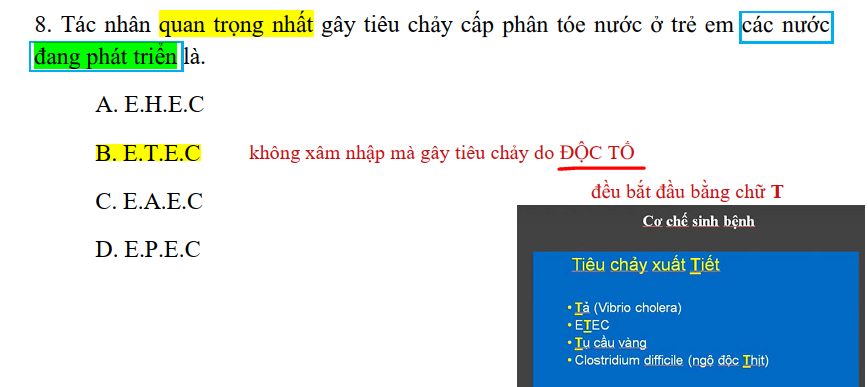 8. Tác nhân quan trọng nhất gây tiêu chảy cấp phân tóe nước ở trẻ em các nước
đang phát triển là.
A. E.H.E.C
B. E.T.E.C không xâm nhập mà gây tiêu chảy do ĐỘC TỐ
đều bắt đầu bằng chữ T
C. E.A.E.C
D. E.P.E.C
Cơ chế sinh bệnh
Tiêu chảy xuất Tiết
• Tả (Vibrio cholera)
• ETEC
• Tụ cầu vàng
• Clostridium difficile (ngộ độc Thịt)